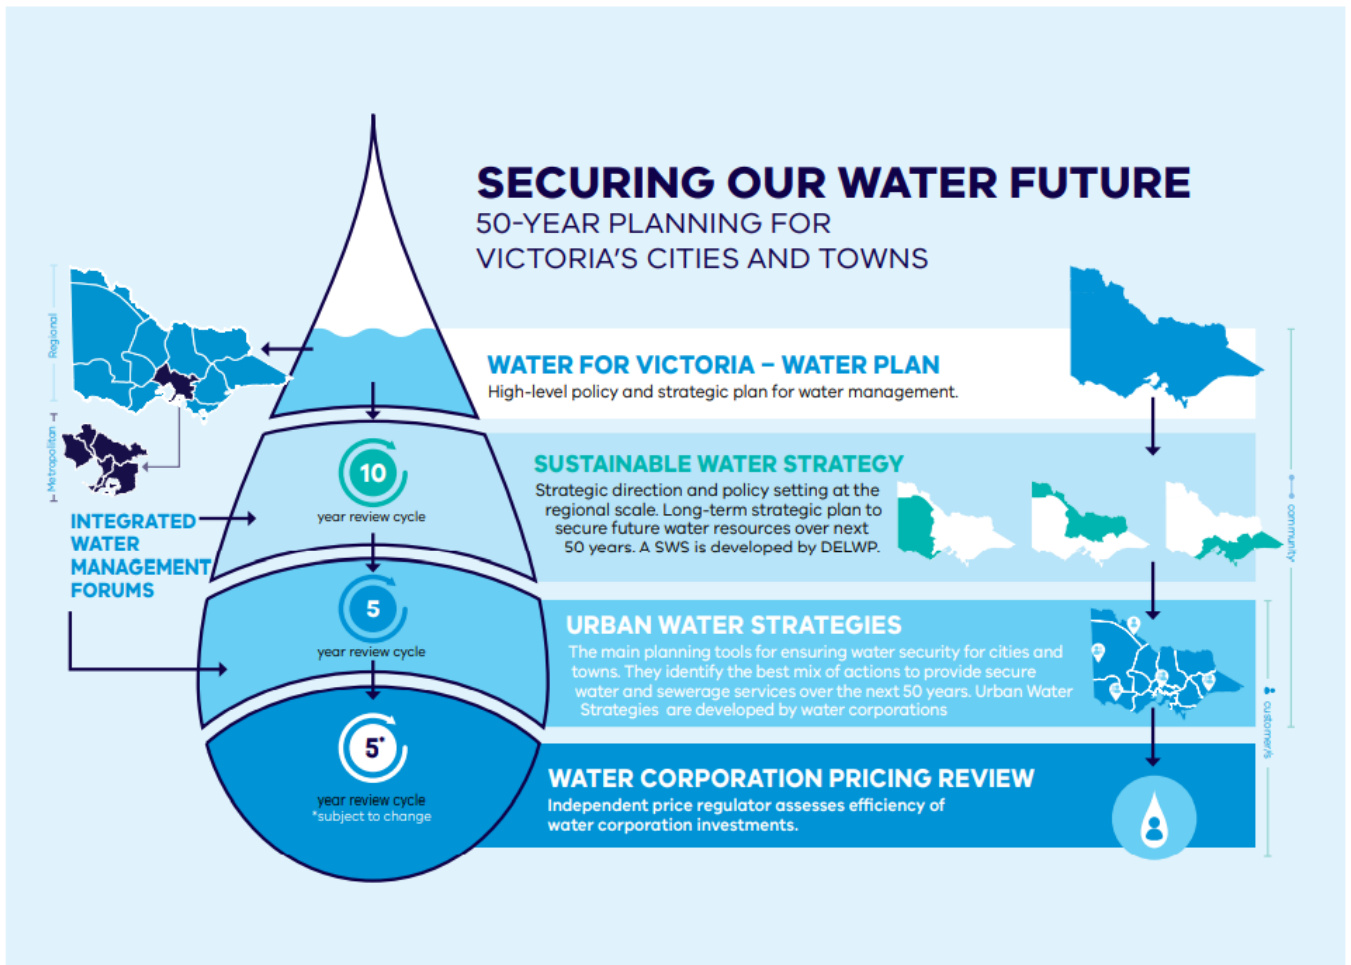 SECURING OUR WATER FUTURE
50-YEAR PLANNING FOR
VICTORIA'S CITIES AND TOWNS
Regional
Metropolitan
INTEGRATED
WATER
MANAGEMENT
FORUMS
WATER FOR VICTORIA – WATER PLAN
High-level policy and strategic plan for water management.
10
year review cycle
SUSTAINABLE WATER STRATEGY
Strategic direction and policy setting at the
regional scale. Long-term strategic plan to
secure future water resources over next
50 years. A SWS is developed by DELWP.
community
5
year review cycle
URBAN WATER STRATEGIES
The main planning tools for ensuring water security for cities and
towns. They identify the best mix of actions to provide secure
water and sewerage services over the next 50 years. Urban Water
Strategies are developed by water corporations
customer/s
5*
year review cycle
*subject to change
WATER CORPORATION PRICING REVIEW
Independent price regulator assesses efficiency of
water corporation investments.